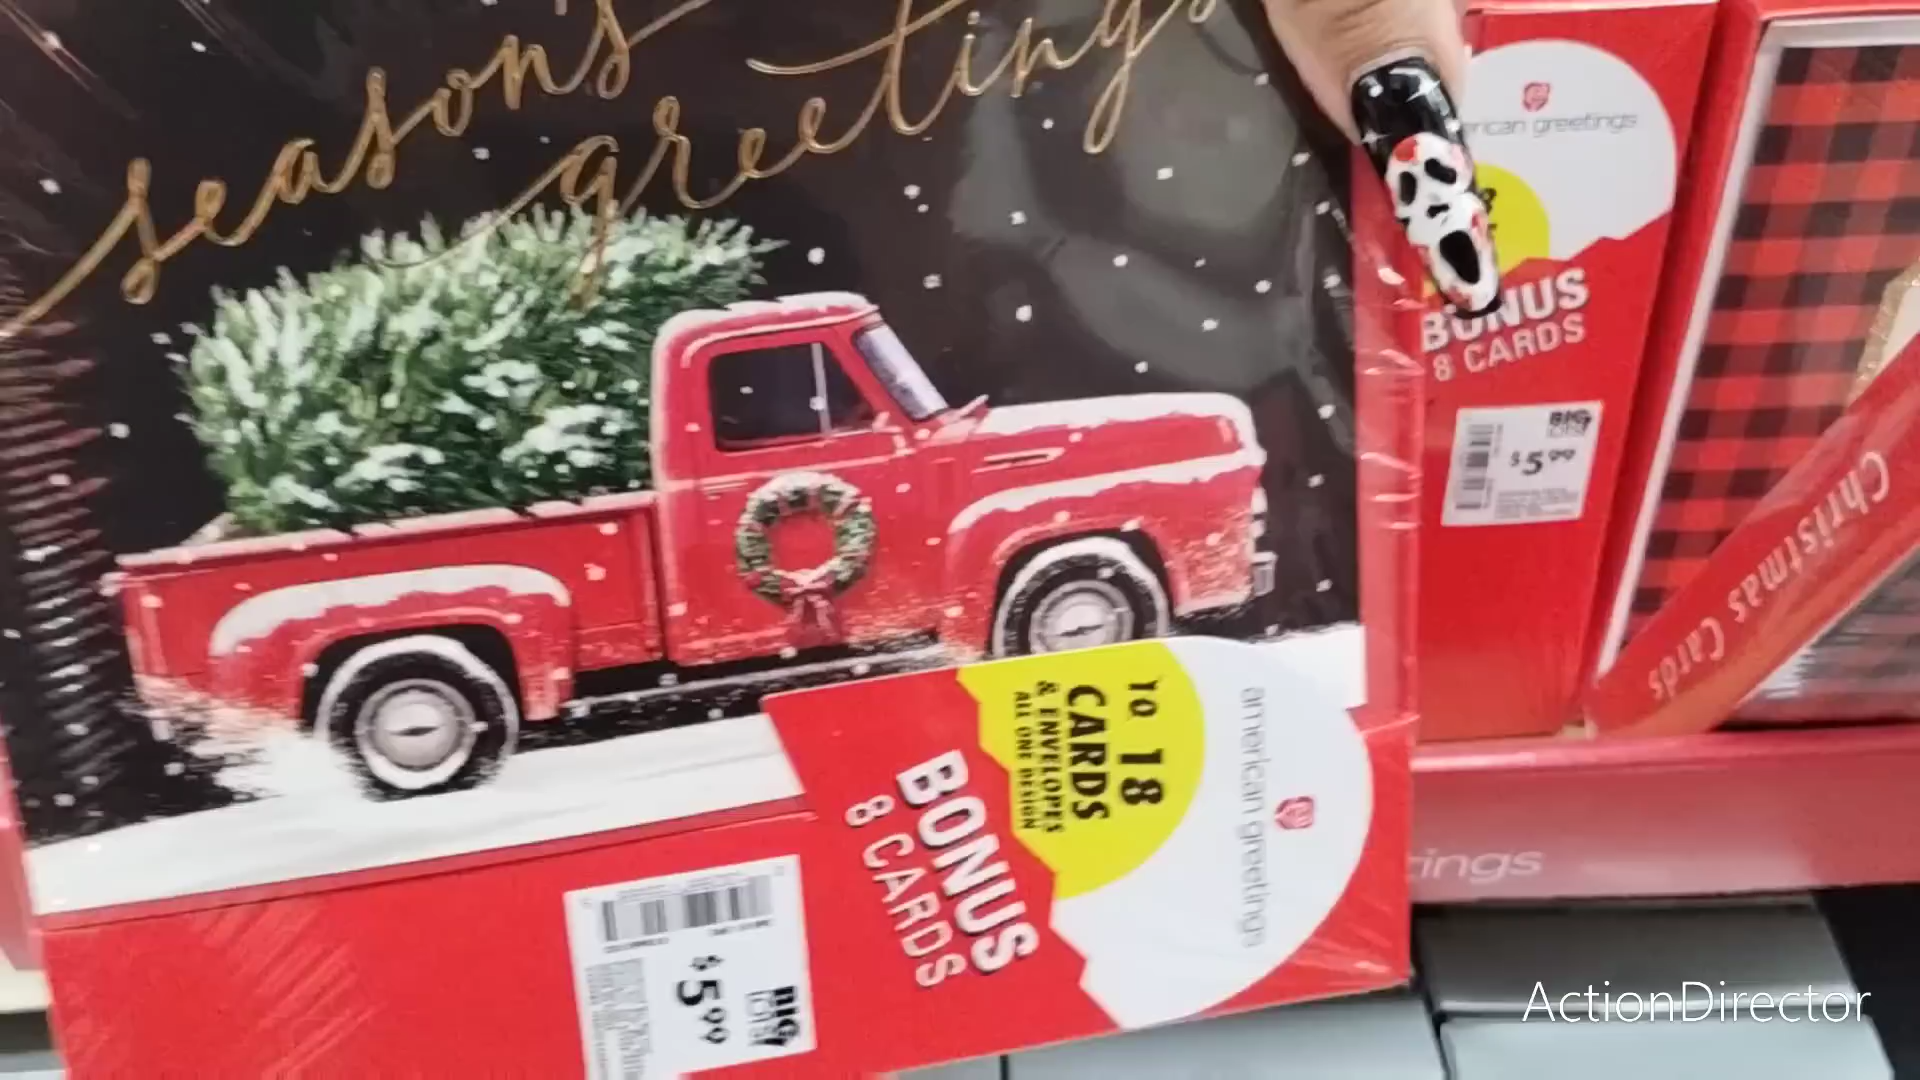 season's
greetings
TO 18
CARDS
& ENVELOPES
ALL ONE DESIGN
BONUS
8 CARDS
american greetings
$5.99
BIG
LOTS
american greetings
BONUS
8 CARDS
BIG
LOTS
$5.99
Christmas Cards
ActionDirector